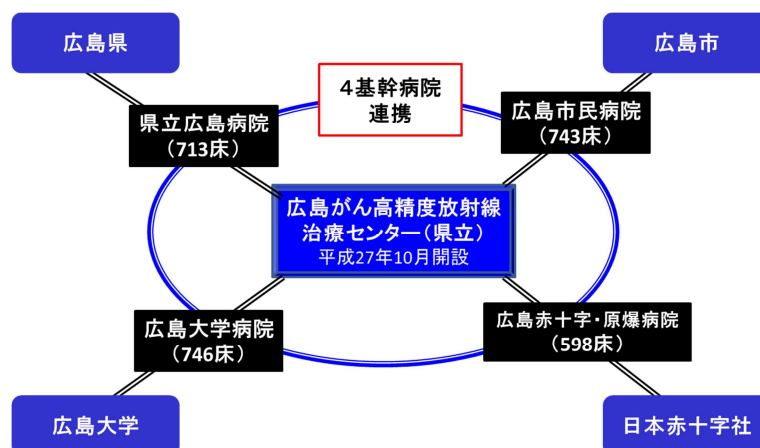 広島県
広島市
4基幹病院
連携
県立広島病院
（713床）
広島市民病院
（743床）
広島がん高精度放射線
治療センター（県立）
平成27年10月開設
広島大学病院
（746床）
広島赤十字・原爆病院
（598床）
広島大学
日本赤十字社